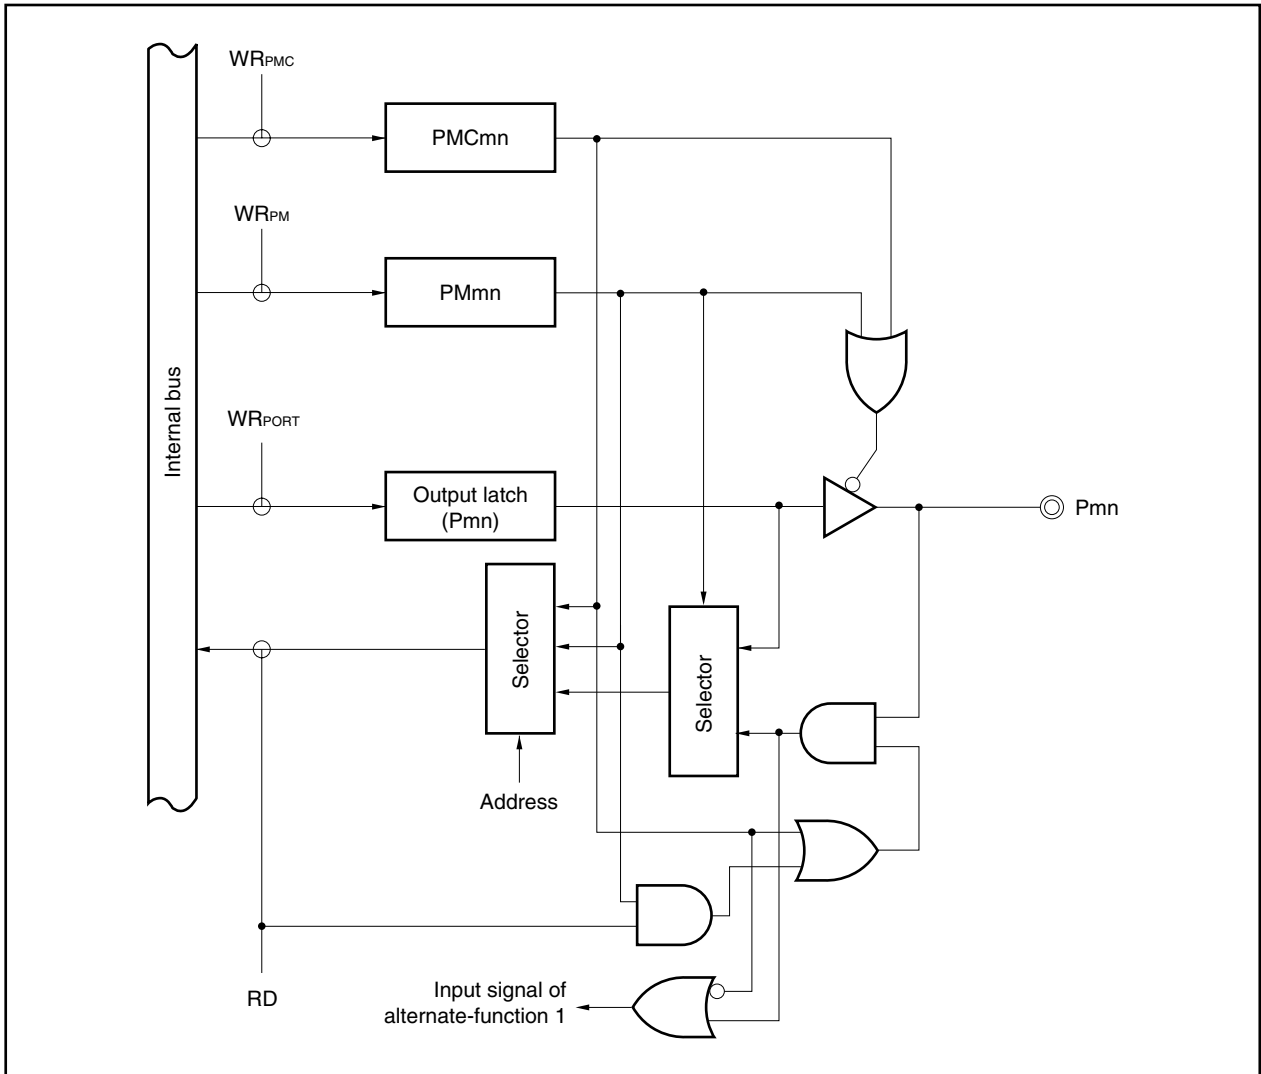 WRPMC
PMCmn
WRPM
PMmn
Internal bus
WRPORT
Output latch
(Pmn)
Pmn
Selector
Selector
Address
RD
Input signal of
alternate-function 1